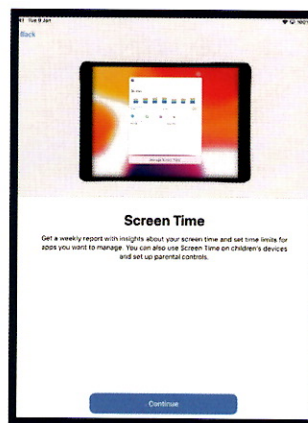 Tue 9 Jan
Back
Screen Time
Get a weekly report with insights about your screen time and set time limits for
apps you want to manage. You can also use Screen Time on children's devices
and set up parental controls.
Continue